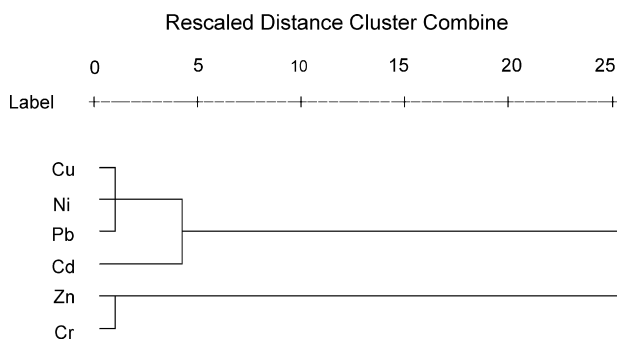 Rescaled Distance Cluster Combine
0 5 10 15 20 25
Label
Cu
Ni
Pb
Cd
Zn
Cr